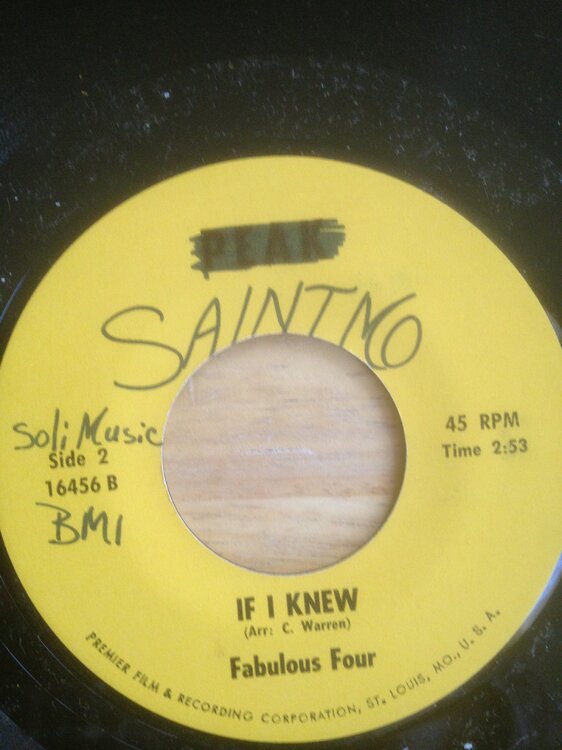 PEAK
SAINTMO
Soli Music
Side 2
16456 B
BMI
45 RPM
Time 2:53
IF I KNEW
(Arr: C. Warren)
Fabulous Four
PREMIER FILM & RECORDING CORPORATION, ST. LOUIS, MO., U. S. A.